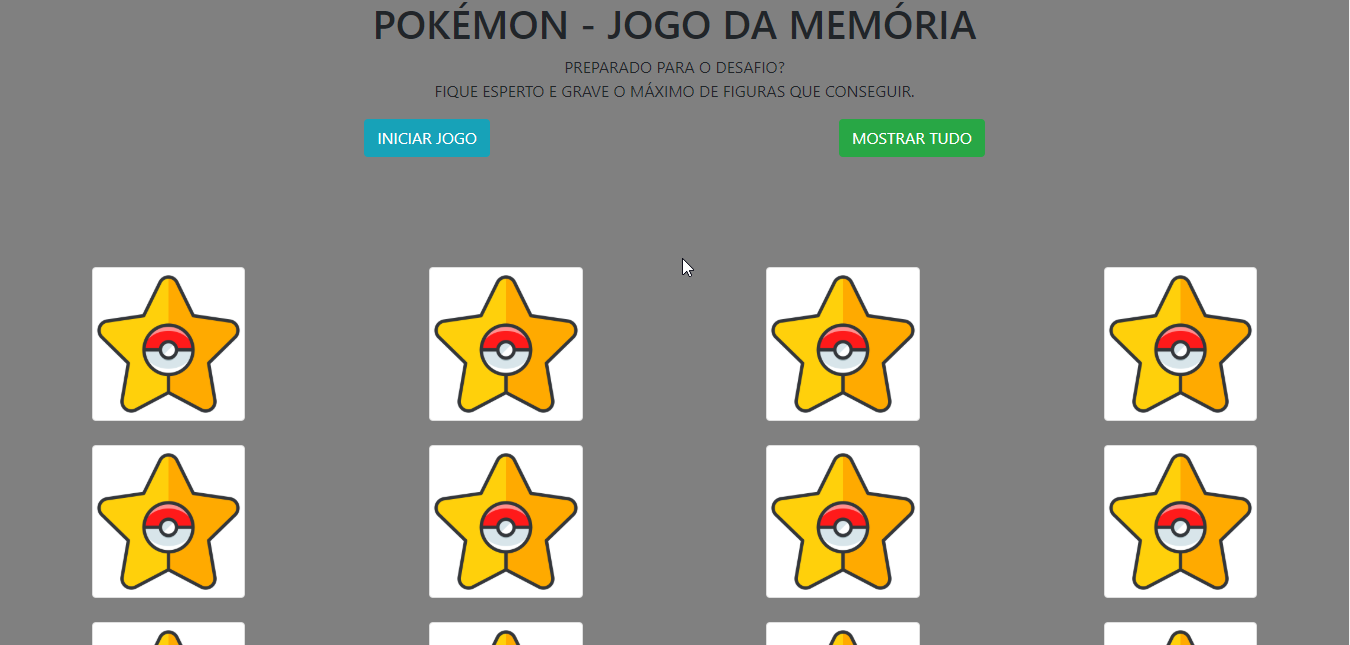 POKÉMON - JOGO DA MEMÓRIA
PREPARADO PARA O DESAFIO?
FIQUE ESPERTO E GRAVE O MÁXIMO DE FIGURAS QUE CONSEGUIR.
INICIAR JOGO
MOSTRAR TUDO